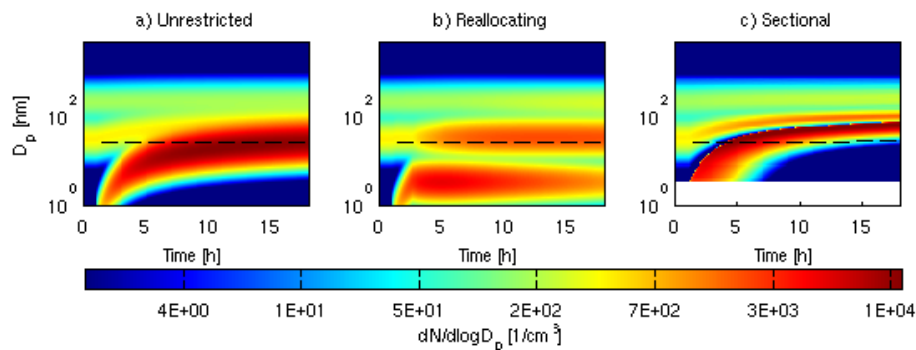 a) Unrestricted b) Reallocating c) Sectional
D_p [nm]
10^2 10^2 10^2
10^0 10^0 10^0
0 5 10 15 0 5 10 15 0 5 10 15
Time [h] Time [h] Time [h]
4E+00 1E+01 5E+01 2E+02 7E+02 3E+03 1E+04
dN/dlogD_p [1/cm^3]